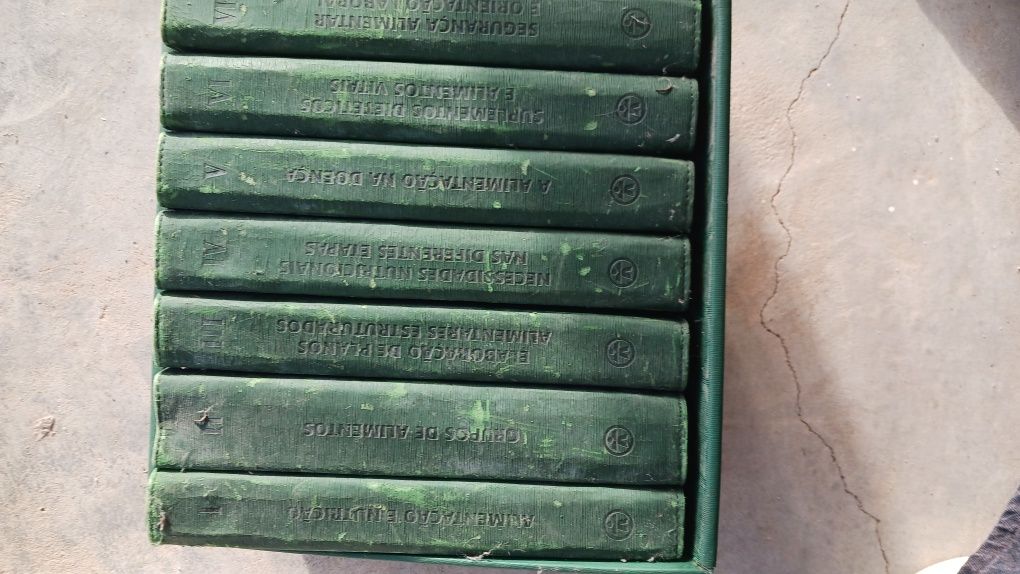 I
ALIMENTAÇÃO E NUTRIÇÃO
II
GRUPOS DE ALIMENTOS
III
ELABORAÇÃO DE PLANOS
ALIMENTARES ESTRUTURADOS
IV
NECESSIDADES NUTRICIONAIS
NAS DIFERENTES ETAPAS
V
A ALIMENTAÇÃO NA DOENÇA
VI
SUPLEMENTOS DIETÉTICOS
E ALIMENTOS VITAIS
VII
SEGURANÇA ALIMENTAR
E ORIENTAÇÃO LABORAL